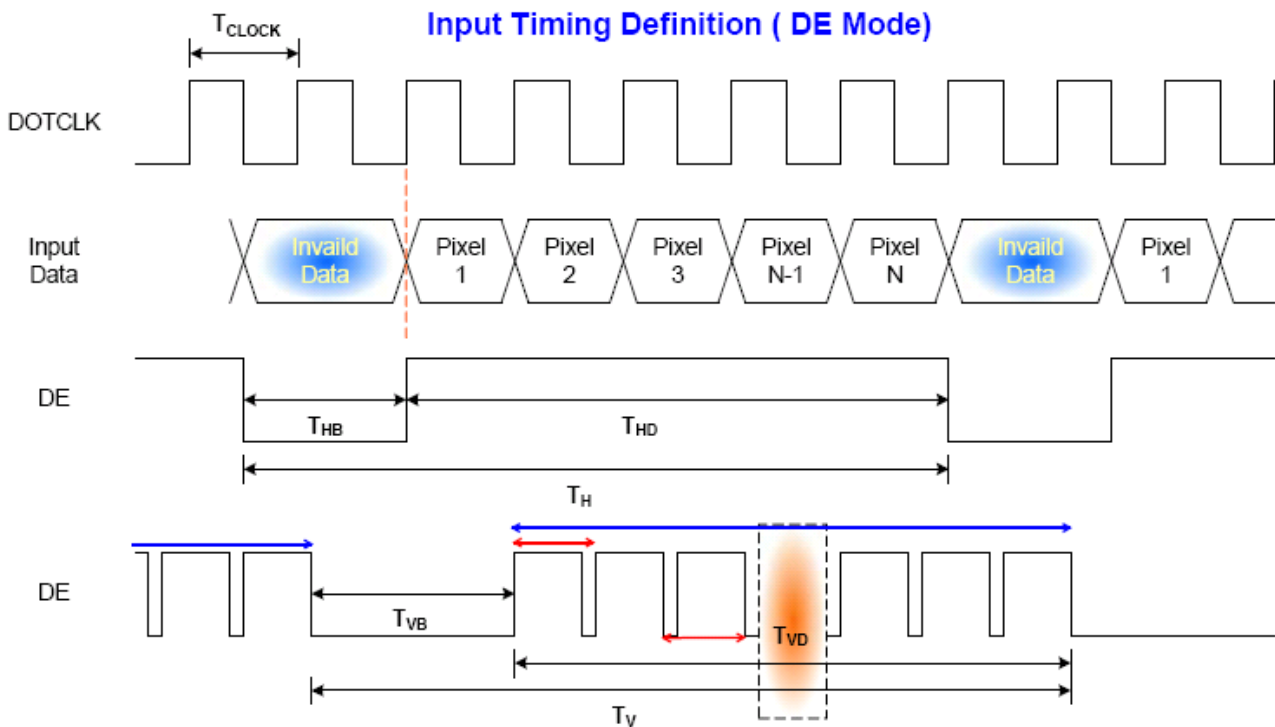 Input Timing Definition ( DE Mode)
TCLOCK
DOTCLK
Input
Data
Invaild
Data
Pixel
1
Pixel
2
Pixel
3
Pixel
N-1
Pixel
N
Invaild
Data
Pixel
1
DE
THB
THD
TH
DE
TVB
TVD
TV